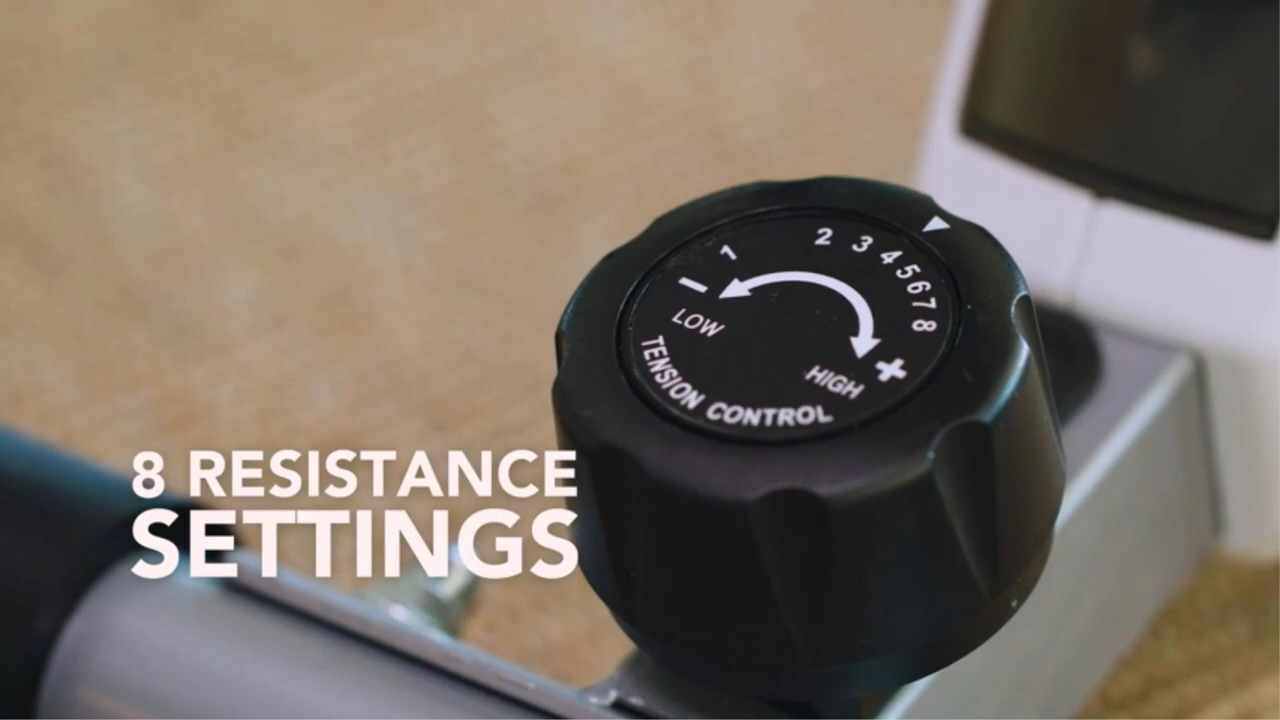 1 2 3 4 5 6 7 8
− +
LOW HIGH
TENSION CONTROL
8 RESISTANCE
SETTINGS